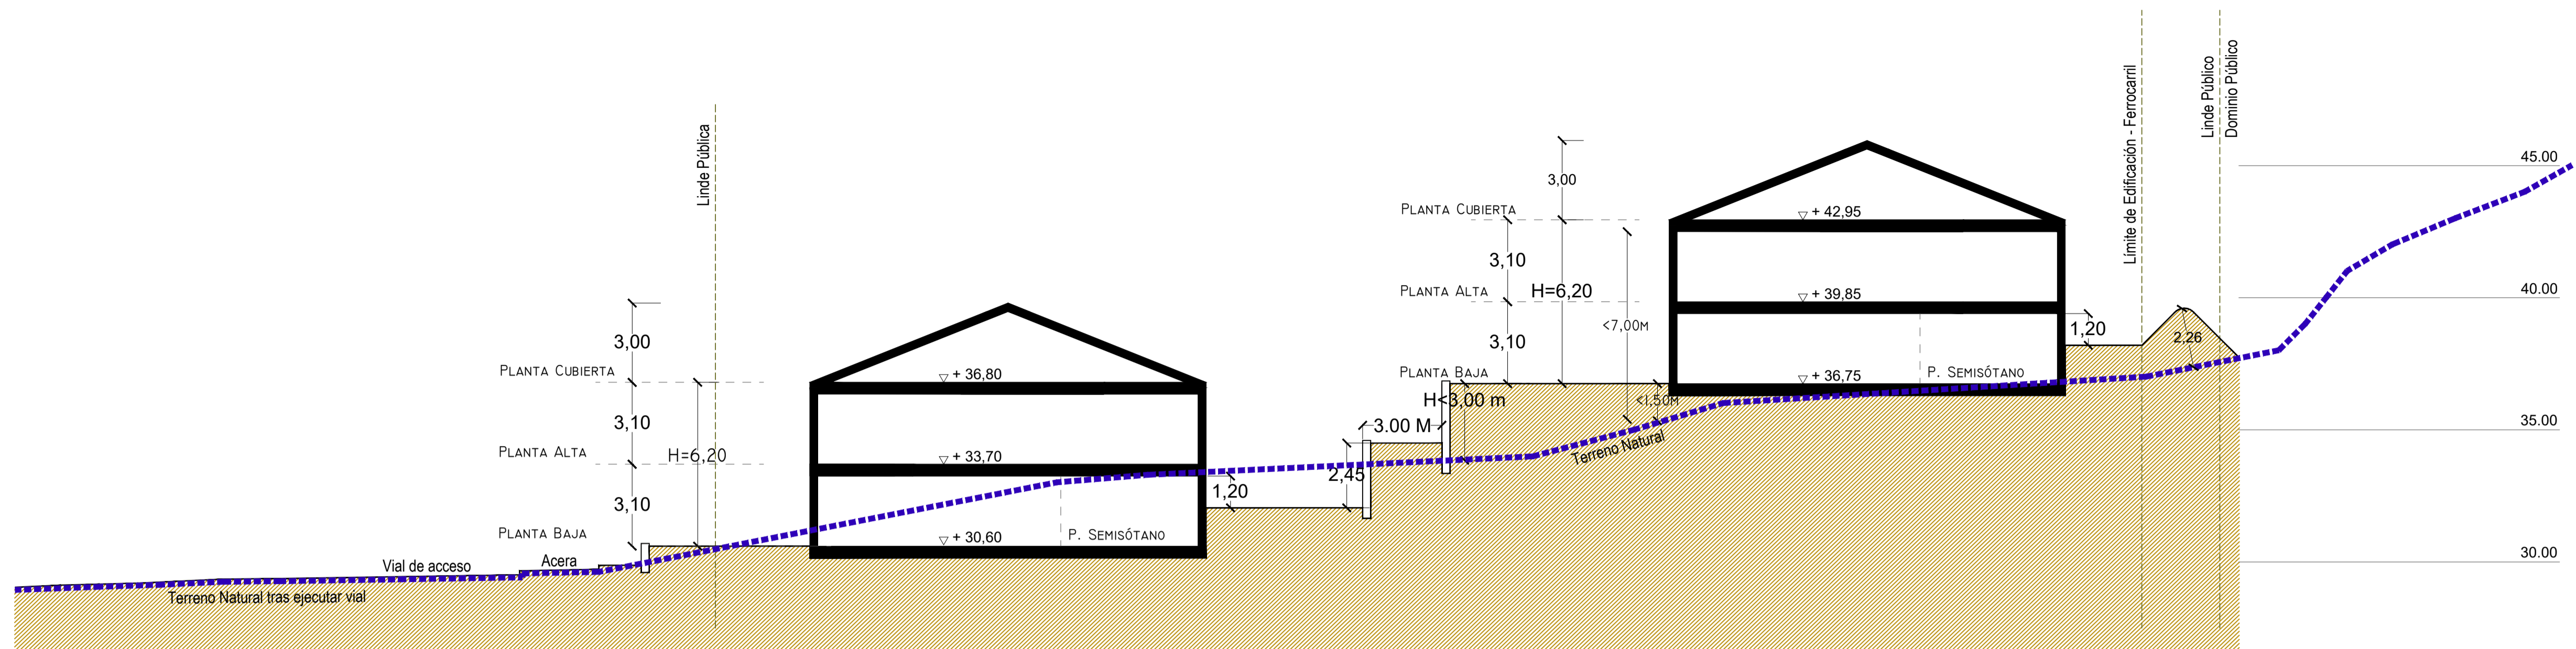 Linde Pública
3,00
PLANTA CUBIERTA
3,10
PLANTA ALTA
H=6,20
3,10
PLANTA BAJA
Vial de acceso
Acera
Terreno Natural tras ejecutar vial
+ 36,80
+ 33,70
+ 30,60
P. SEMISÓTANO
1,20
2,45
3.00 M
H<3,00 m
3,00
PLANTA CUBIERTA
3,10
PLANTA ALTA
H=6,20
3,10
PLANTA BAJA
<7,00M
<1,50M
Terreno Natural
+ 42,95
+ 39,85
+ 36,75
P. SEMISÓTANO
1,20
2,26
Límite de Edificación - Ferrocarril
Linde Público
Dominio Público
45.00
40.00
35.00
30.00